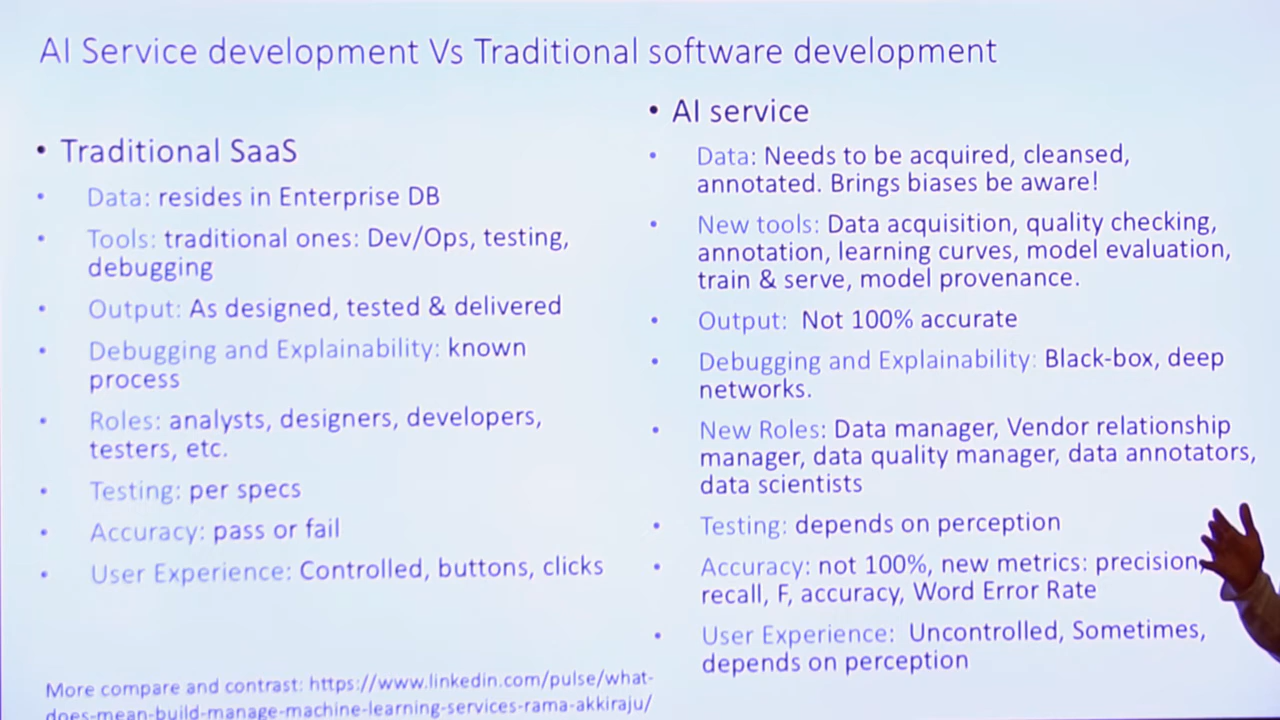 AI Service development Vs Traditional software development
• Traditional SaaS
• Data: resides in Enterprise DB
• Tools: traditional ones: Dev/Ops, testing,
debugging
• Output: As designed, tested & delivered
• Debugging and Explainability: known
process
• Roles: analysts, designers, developers,
testers, etc.
• Testing: per specs
• Accuracy: pass or fail
• User Experience: Controlled, buttons, clicks
More compare and contrast: https://www.linkedin.com/pulse/what-
does-mean-build-manage-machine-learning-services-rama-akkiraju/
• AI service
• Data: Needs to be acquired, cleansed,
annotated. Brings biases be aware!
• New tools: Data acquisition, quality checking,
annotation, learning curves, model evaluation,
train & serve, model provenance.
• Output: Not 100% accurate
• Debugging and Explainability: Black-box, deep
networks.
• New Roles: Data manager, Vendor relationship
manager, data quality manager, data annotators,
data scientists
• Testing: depends on perception
• Accuracy: not 100%, new metrics: precision,
recall, F, accuracy, Word Error Rate
• User Experience: Uncontrolled, Sometimes,
depends on perception